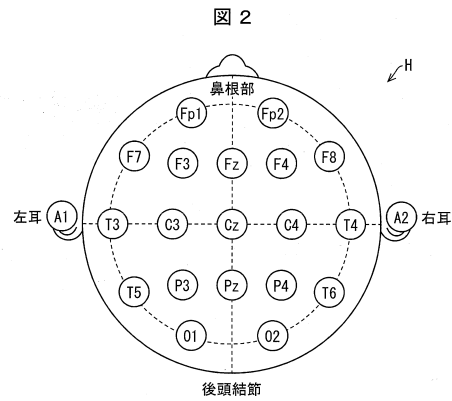 図 2
H
鼻根部
Fp1 Fp2
F7 F3 Fz F4 F8
左耳 A1 T3 C3 Cz C4 T4 A2 右耳
T5 P3 Pz P4 T6
O1 O2
後頭結節